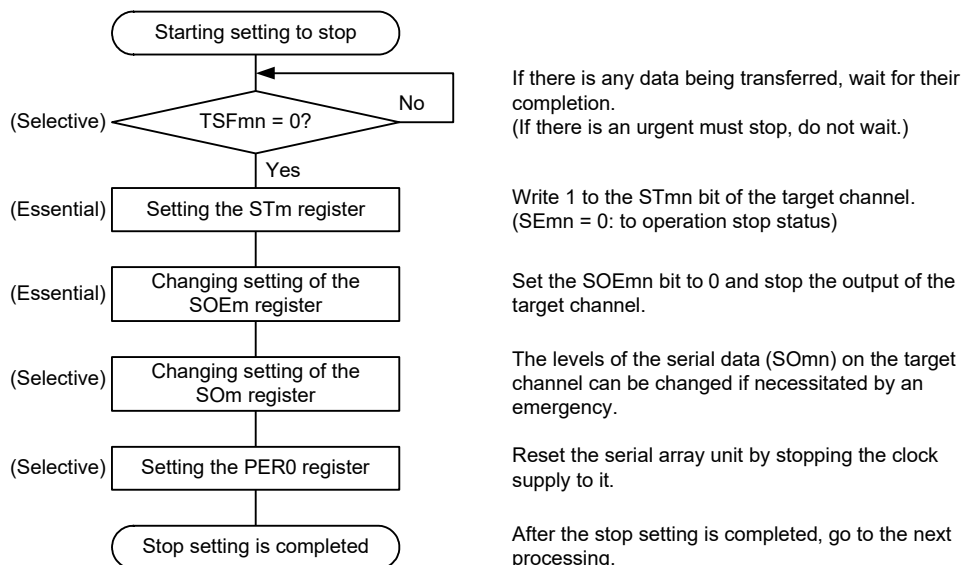 Starting setting to stop
No
(Selective)
TSFmn = 0?
If there is any data being transferred, wait for their
completion.
(If there is an urgent must stop, do not wait.)
Yes
(Essential)
Setting the STm register
Write 1 to the STmn bit of the target channel.
(SEmn = 0: to operation stop status)
(Essential)
Changing setting of the
SOEm register
Set the SOEmn bit to 0 and stop the output of the
target channel.
(Selective)
Changing setting of the
SOm register
The levels of the serial data (SOmn) on the target
channel can be changed if necessitated by an
emergency.
(Selective)
Setting the PER0 register
Reset the serial array unit by stopping the clock
supply to it.
Stop setting is completed
After the stop setting is completed, go to the next
processing.